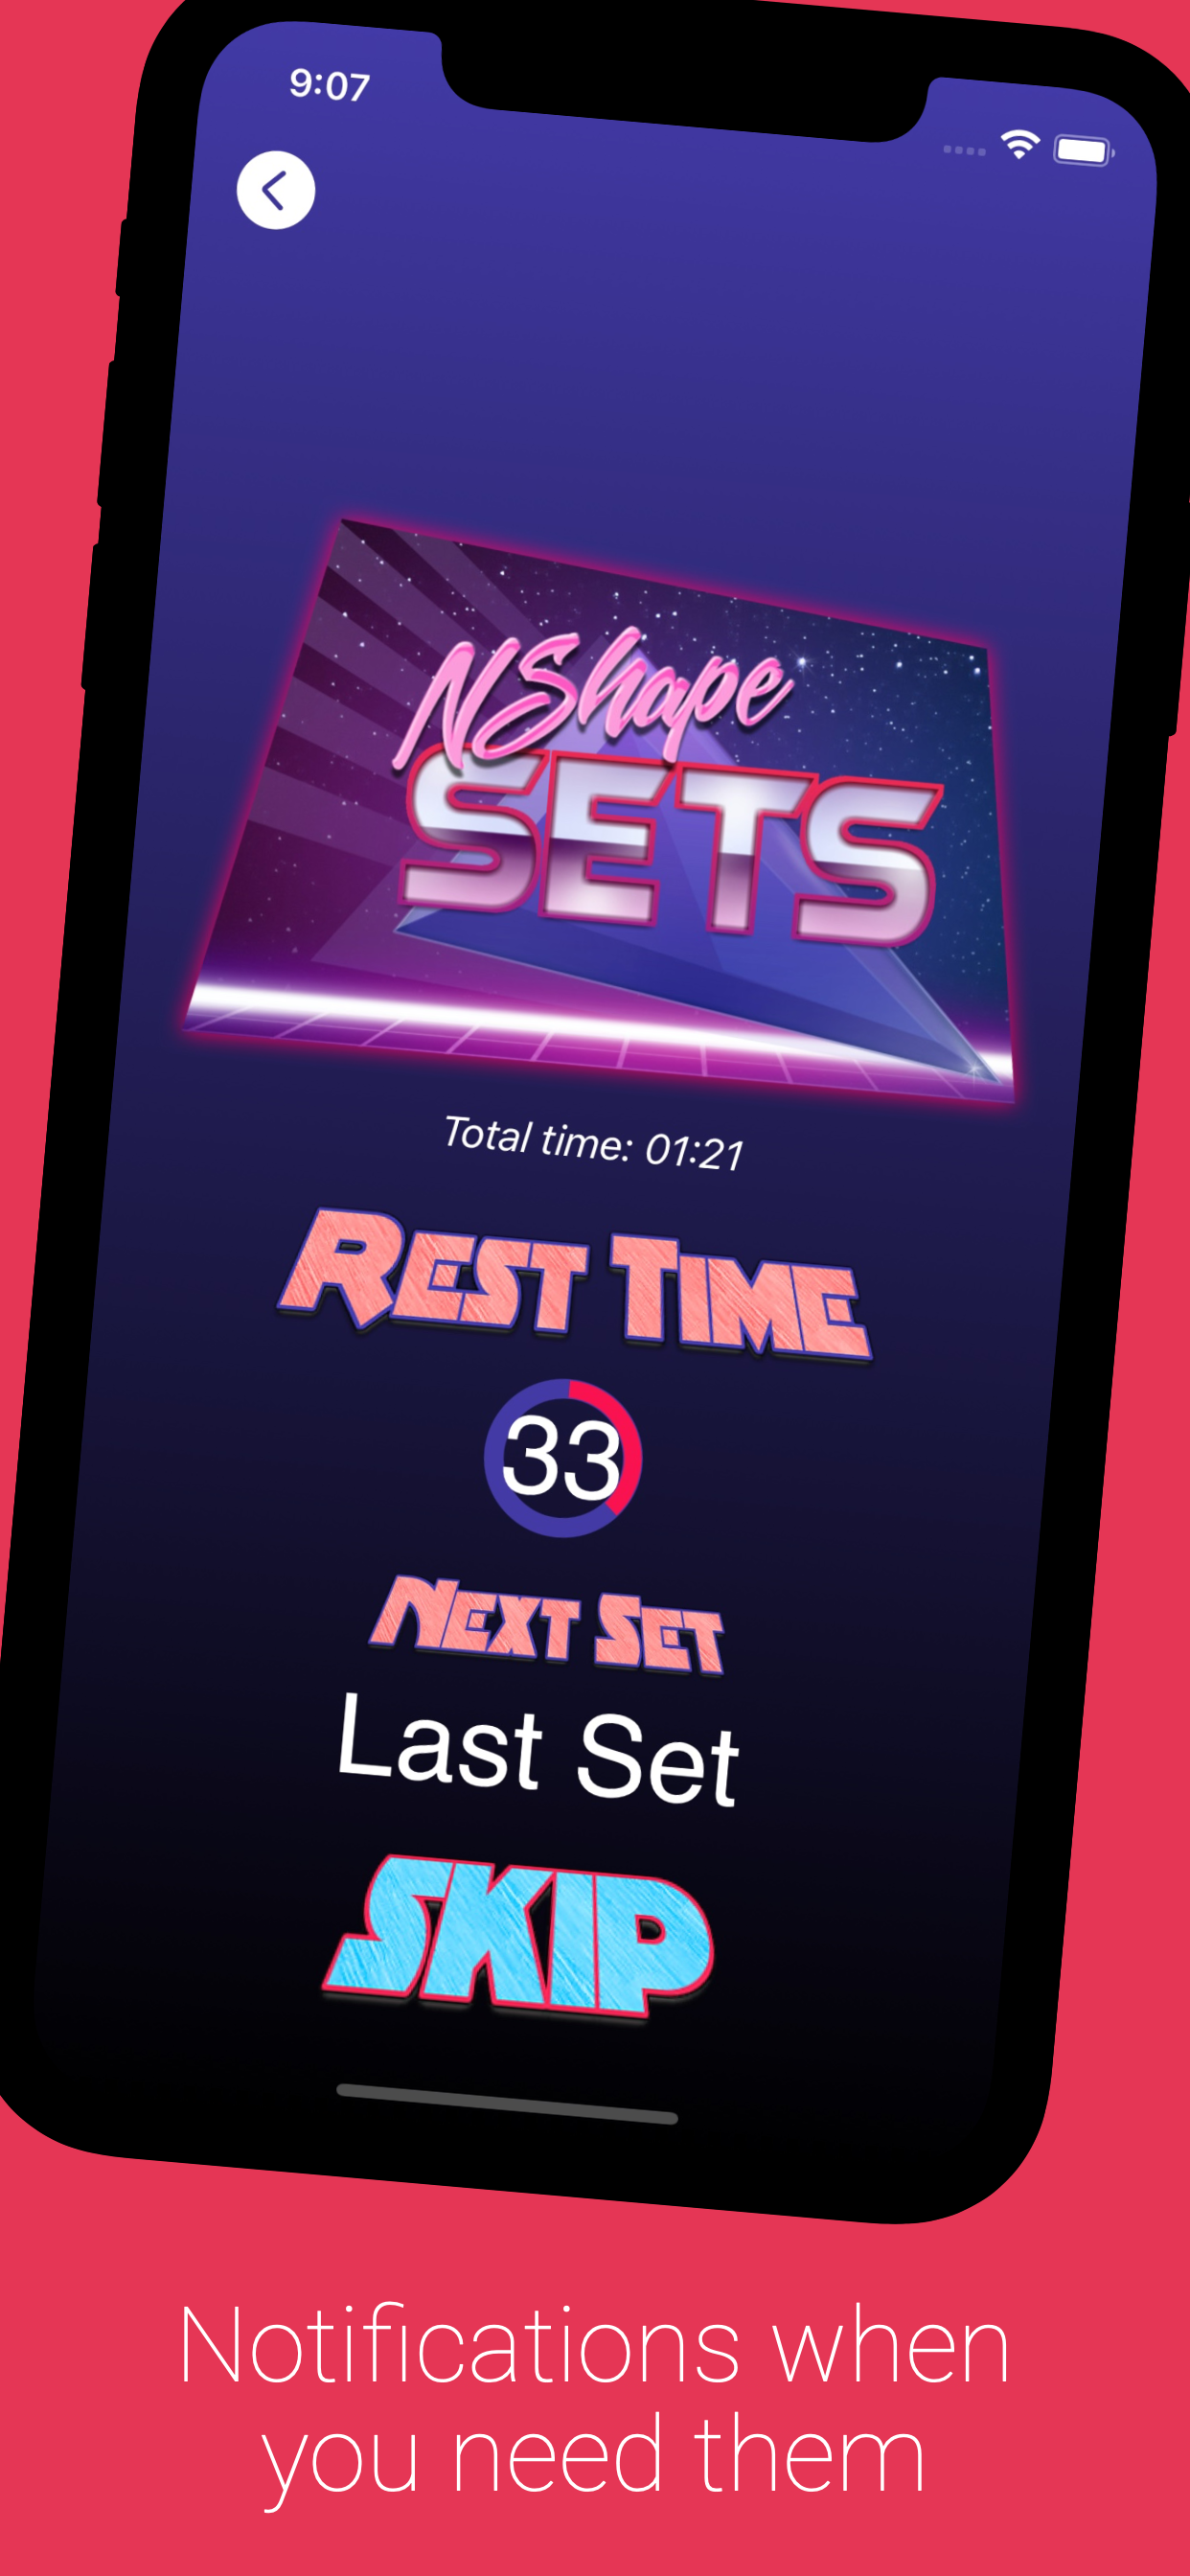 9:07
NShape
SETS
Total time: 01:21
REST TIME
33
NEXT SET
Last Set
SKIP
Notifications when
you need them